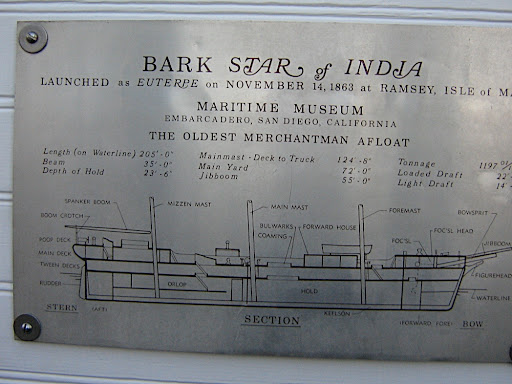 BARK STAR of INDIA
LAUNCHED as EUTERPE on NOVEMBER 14, 1863 at RAMSEY, ISLE of
MARITIME MUSEUM
EMBARCADERO, SAN DIEGO, CALIFORNIA
THE OLDEST MERCHANTMAN AFLOAT
Length (on Waterline) 205'-0" Mainmast - Deck to Truck 124'-8" Tonnage 1197
Beam 35'-0" Main Yard 72'-0" Loaded Draft 22'-
Depth of Hold 23'-6" Jibboom 55'-0" Light Draft 14'-
SPANKER BOOM MIZZEN MAST MAIN MAST FOREMAST BOWSPRIT
BOOM CROTCH BULWARKS FORWARD HOUSE FOC'SL HEAD
POOP DECK COAMING FOC'SL JIBBOOM
MAIN DECK
TWEEN DECKS FIGUREHEAD
RUDDER ORLOP HOLD WATERLINE
STERN (AFT) SECTION KEELSON (FORWARD, FORE) BOW